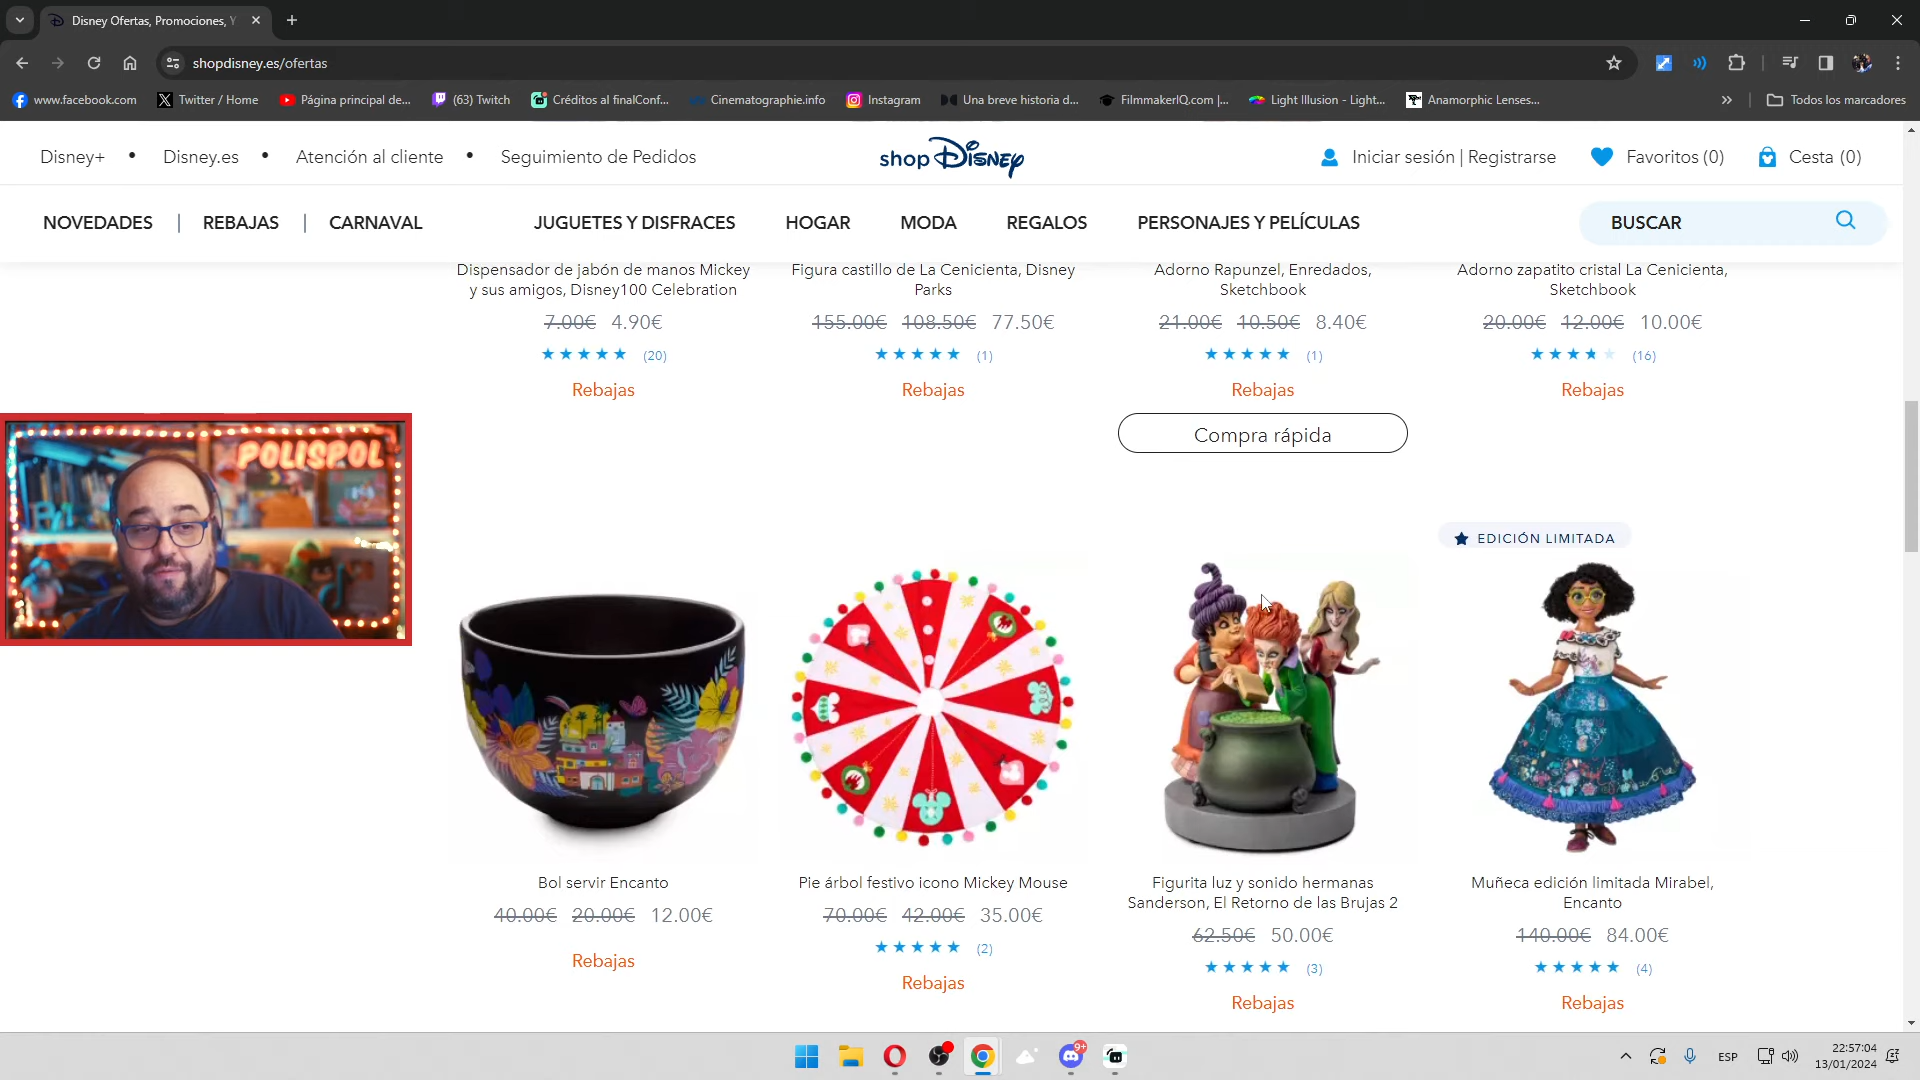 Disney Ofertas, Promociones, Y
shopdisney.es/ofertas
www.facebook.com
Twitter / Home
Página principal de...
(63) Twitch
Créditos al finalConf...
Cinematographie.info
Instagram
Una breve historia d...
FilmmakerIQ.com |...
Light Illusion - Light...
Anamorphic Lenses...
Todos los marcadores
Disney+ • Disney.es • Atención al cliente • Seguimiento de Pedidos
shop Disney
Iniciar sesión | Registrarse
Favoritos (0)
Cesta (0)
NOVEDADES | REBAJAS | CARNAVAL
JUGUETES Y DISFRACES
HOGAR
MODA
REGALOS
PERSONAJES Y PELÍCULAS
BUSCAR
Dispensador de jabón de manos Mickey
y sus amigos, Disney100 Celebration
7.00€ 4.90€
(20)
Rebajas
Figura castillo de La Cenicienta, Disney
Parks
155.00€ 108.50€ 77.50€
(1)
Rebajas
Adorno Rapunzel, Enredados,
Sketchbook
21.00€ 10.50€ 8.40€
(1)
Rebajas
Compra rápida
Adorno zapatito cristal La Cenicienta,
Sketchbook
20.00€ 12.00€ 10.00€
(16)
Rebajas
POLISPOL
Bol servir Encanto
40.00€ 20.00€ 12.00€
Rebajas
Pie árbol festivo icono Mickey Mouse
70.00€ 42.00€ 35.00€
(2)
Rebajas
Figurita luz y sonido hermanas
Sanderson, El Retorno de las Brujas 2
62.50€ 50.00€
(3)
Rebajas
EDICIÓN LIMITADA
Muñeca edición limitada Mirabel,
Encanto
140.00€ 84.00€
(4)
Rebajas
9+
ESP
22:57:04
13/01/2024